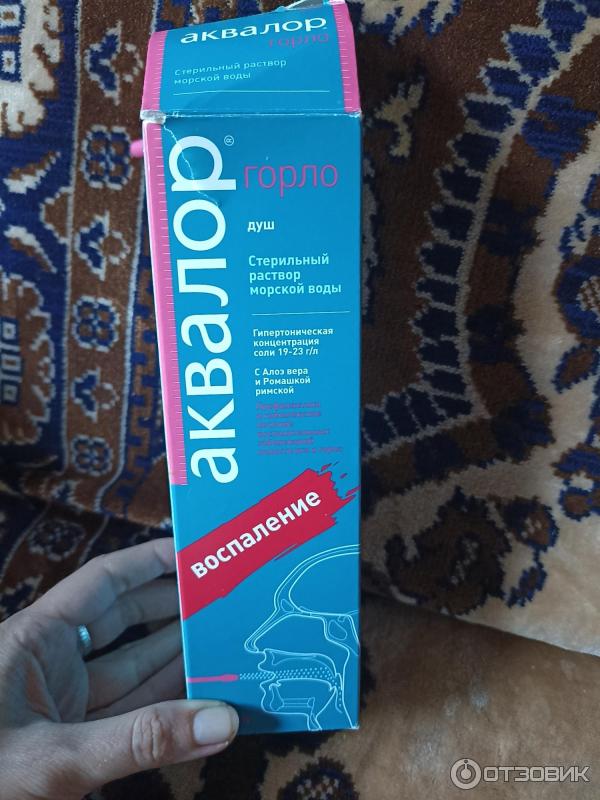 аквалор
горло
Стерильный раствор
морской воды
аквалор®
горло
душ
Стерильный
раствор
морской воды
Гипертоническая
концентрация
соли 19-23 г/л
С Алоэ вера
и Ромашкой
римской
воспаление
ОТЗОВИК